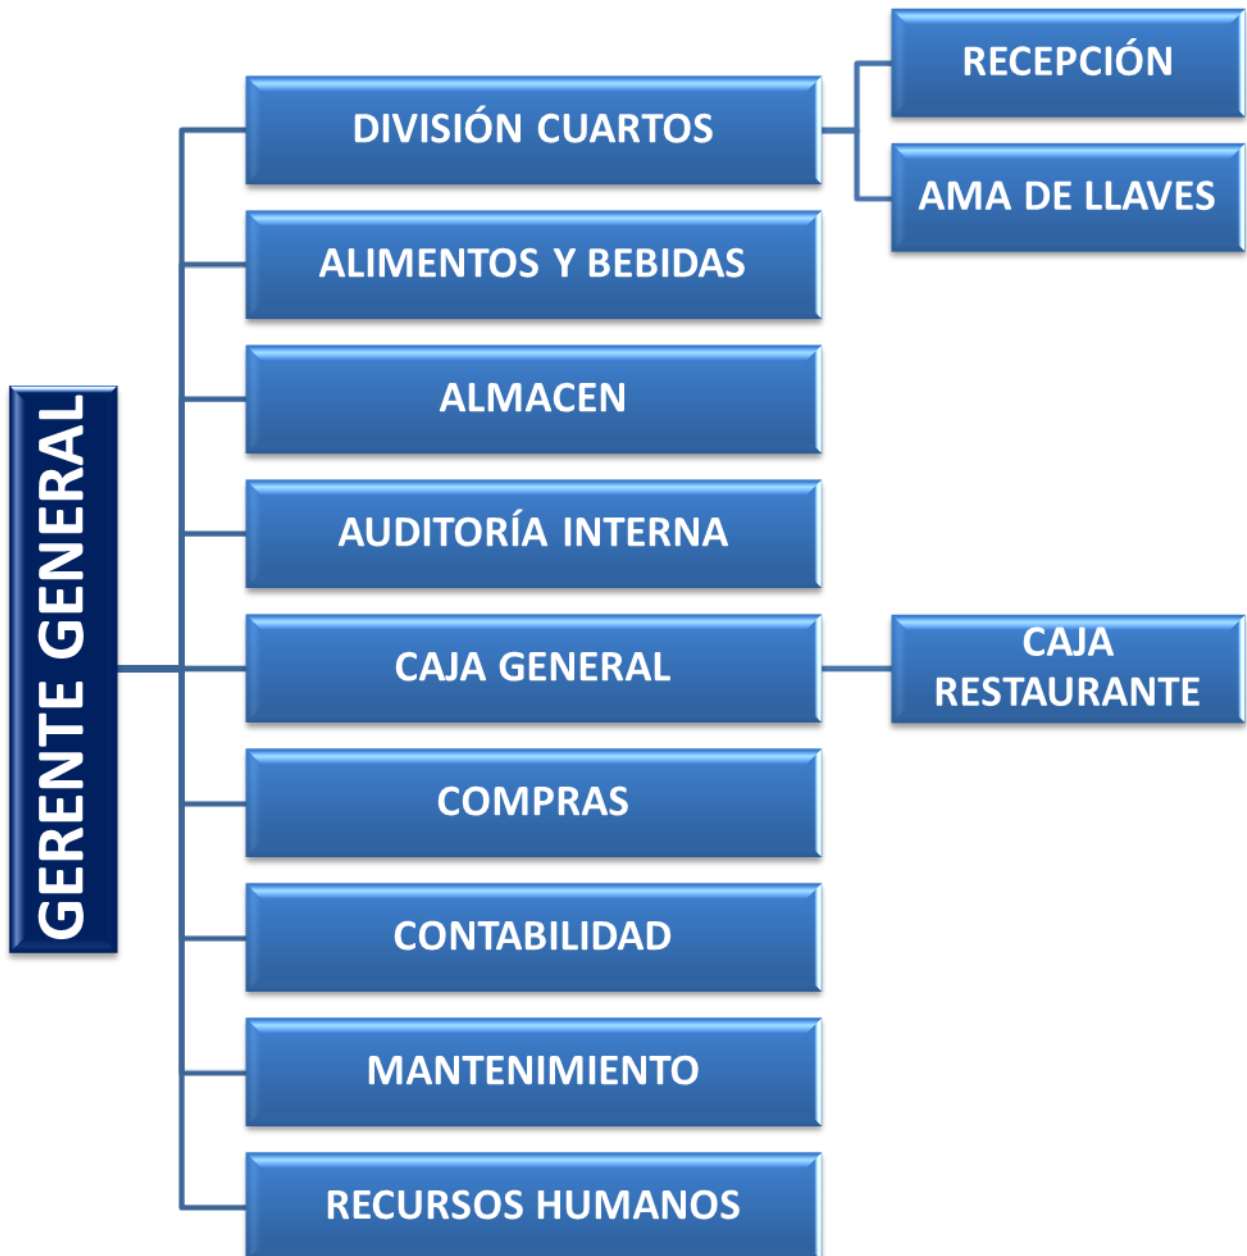 GERENTE GENERAL
DIVISIÓN CUARTOS
RECEPCIÓN
AMA DE LLAVES
ALIMENTOS Y BEBIDAS
ALMACEN
AUDITORÍA INTERNA
CAJA GENERAL
CAJA
RESTAURANTE
COMPRAS
CONTABILIDAD
MANTENIMIENTO
RECURSOS HUMANOS